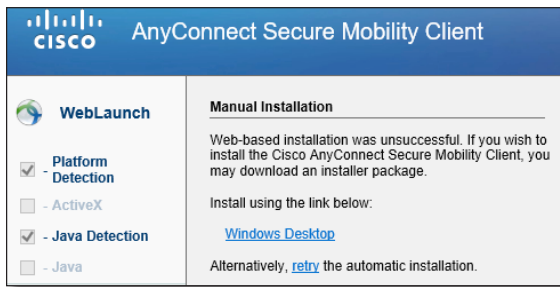 CISCO
AnyConnect Secure Mobility Client
WebLaunch
- Platform
Detection
- ActiveX
- Java Detection
- Java
Manual Installation
Web-based installation was unsuccessful. If you wish to
install the Cisco AnyConnect Secure Mobility Client, you
may download an installer package.
Install using the link below:
Windows Desktop
Alternatively, retry the automatic installation.